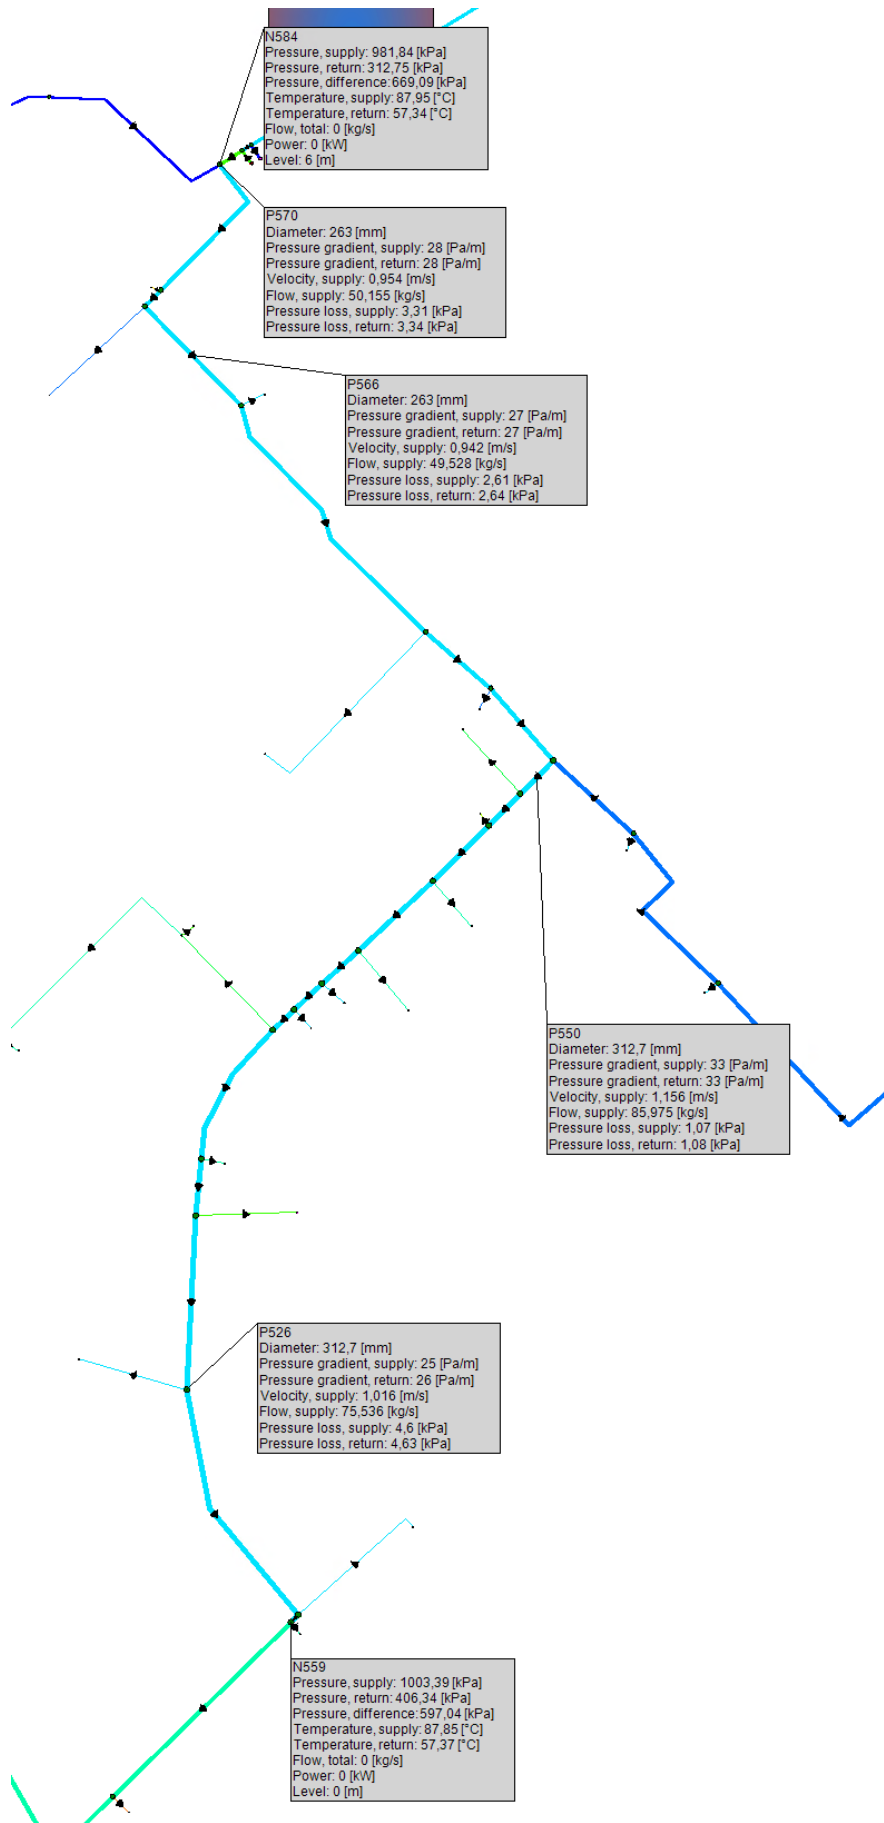 N584
Pressure, supply: 981,84 [kPa]
Pressure, return: 312,75 [kPa]
Pressure, difference: 669,09 [kPa]
Temperature, supply: 87,95 [°C]
Temperature, return: 57,34 [°C]
Flow, total: 0 [kg/s]
Power: 0 [kW]
Level: 6 [m]
P570
Diameter: 263 [mm]
Pressure gradient, supply: 28 [Pa/m]
Pressure gradient, return: 28 [Pa/m]
Velocity, supply: 0,954 [m/s]
Flow, supply: 50,155 [kg/s]
Pressure loss, supply: 3,31 [kPa]
Pressure loss, return: 3,34 [kPa]
P566
Diameter: 263 [mm]
Pressure gradient, supply: 27 [Pa/m]
Pressure gradient, return: 27 [Pa/m]
Velocity, supply: 0,942 [m/s]
Flow, supply: 49,528 [kg/s]
Pressure loss, supply: 2,61 [kPa]
Pressure loss, return: 2,64 [kPa]
P550
Diameter: 312,7 [mm]
Pressure gradient, supply: 33 [Pa/m]
Pressure gradient, return: 33 [Pa/m]
Velocity, supply: 1,156 [m/s]
Flow, supply: 85,975 [kg/s]
Pressure loss, supply: 1,07 [kPa]
Pressure loss, return: 1,08 [kPa]
P526
Diameter: 312,7 [mm]
Pressure gradient, supply: 25 [Pa/m]
Pressure gradient, return: 26 [Pa/m]
Velocity, supply: 1,016 [m/s]
Flow, supply: 75,536 [kg/s]
Pressure loss, supply: 4,6 [kPa]
Pressure loss, return: 4,63 [kPa]
N559
Pressure, supply: 1003,39 [kPa]
Pressure, return: 406,34 [kPa]
Pressure, difference: 597,04 [kPa]
Temperature, supply: 87,85 [°C]
Temperature, return: 57,37 [°C]
Flow, total: 0 [kg/s]
Power: 0 [kW]
Level: 0 [m]